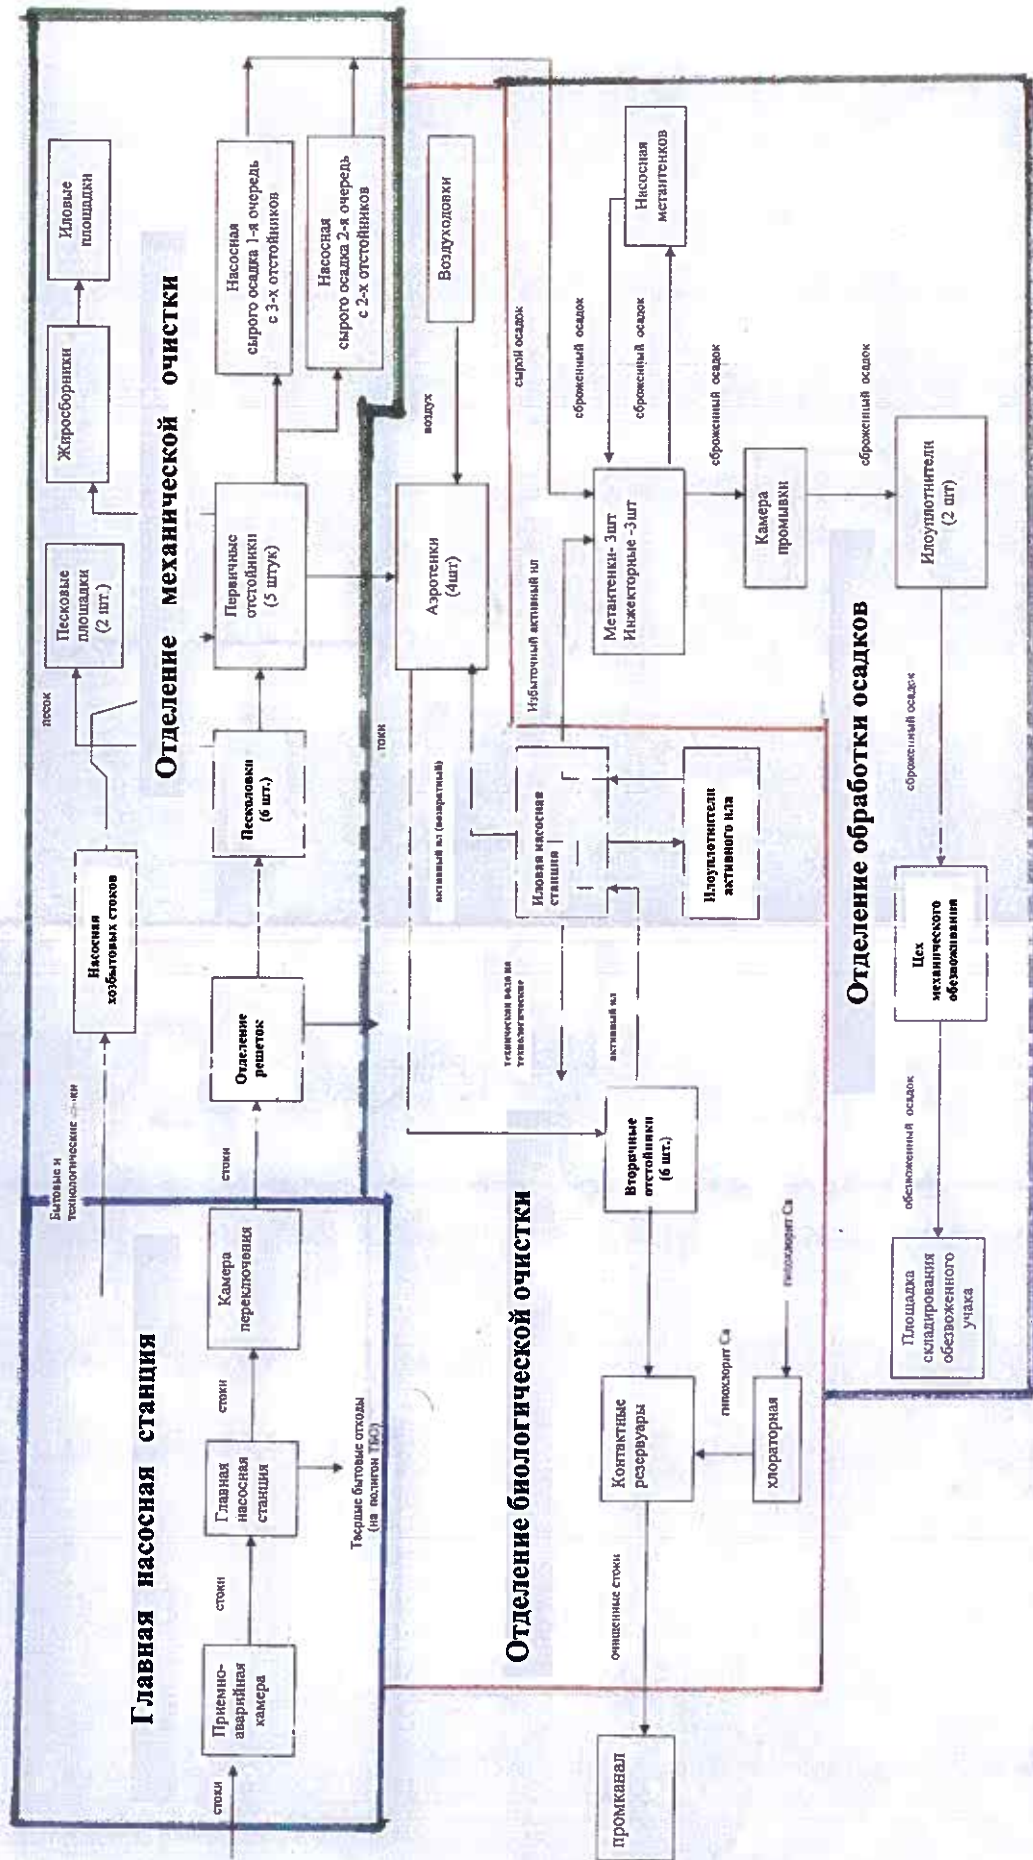 Главная насосная станция
стоки
Приемно-
аварийная
камера
стоки
Главная
насосная
станция
Твердые бытовые отходы
(на полигон ТБО)
стоки
Камера
переключения
стоки
Бытовые и
технологические стоки
Насосная
хозбытовых стоков
Отделение механической очистки
Отделение
решеток
Песколовки
(6 шт.)
песок
Песковые
площадки
(2 шт.)
Первичные
отстойники
(5 штук)
Жиросборники
Иловые
площадки
Насосная
сырого осадка 1-я очередь
с 3-х отстойников
Насосная
сырого осадка 2-я очередь
с 2-х отстойников
Отделение биологической очистки
Воздуходовки
воздух
токи
Аэротенки
(4шт)
активный ил (возвратный)
Иловая насосная
станция
Избыточный активный ил
Илоуплотнители
активного ила
техническая вода на
технологические
активный ил
Вторичные
отстойники
(6 шт.)
Контактные
резервуары
гипохлорит Са
хлораторная
гипохлорит Са
очищенные стоки
промканал
Отделение обработки осадков
сырой осадок
Метантенки- 3шт
Инжекторные -3шт
сброженный осадок
сброженный осадок
Насосная
метантенков
сброженный осадок
Камера
промывки
сброженный осадок
Илоуплотнители
(2 шт)
сброженный осадок
Цех
механического
обезвоживания
обезвоженный осадок
Площадка
складирования
обезвоженного
учака